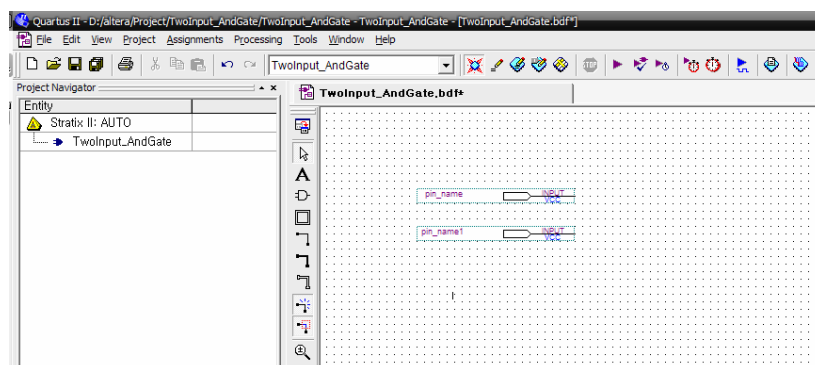 Quartus II - D:/altera/Project/TwoInput_AndGate/TwoInput_AndGate - TwoInput_AndGate - [TwoInput_AndGate.bdf*]
File Edit View Project Assignments Processing Tools Window Help
TwoInput_AndGate
Project Navigator
TwoInput_AndGate.bdf*
Entity
Stratix II: AUTO
TwoInput_AndGate
A
pin_name INPUT
VCC
pin_name1 INPUT
VCC